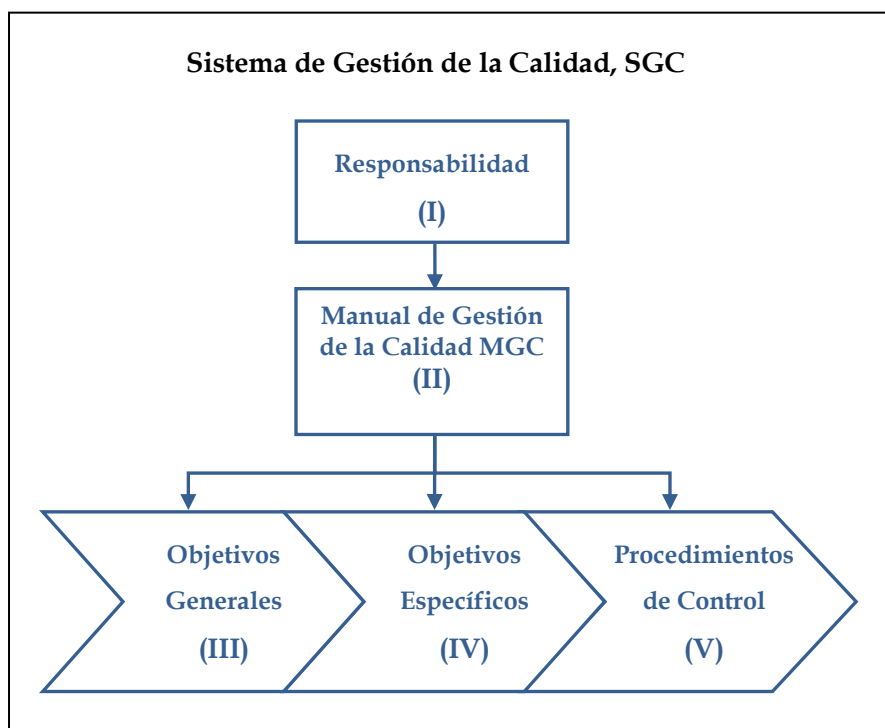 Sistema de Gestión de la Calidad, SGC
Responsabilidad
(I)
Manual de Gestión
de la Calidad MGC
(II)
Objetivos
Generales
(III)
Objetivos
Específicos
(IV)
Procedimientos
de Control
(V)